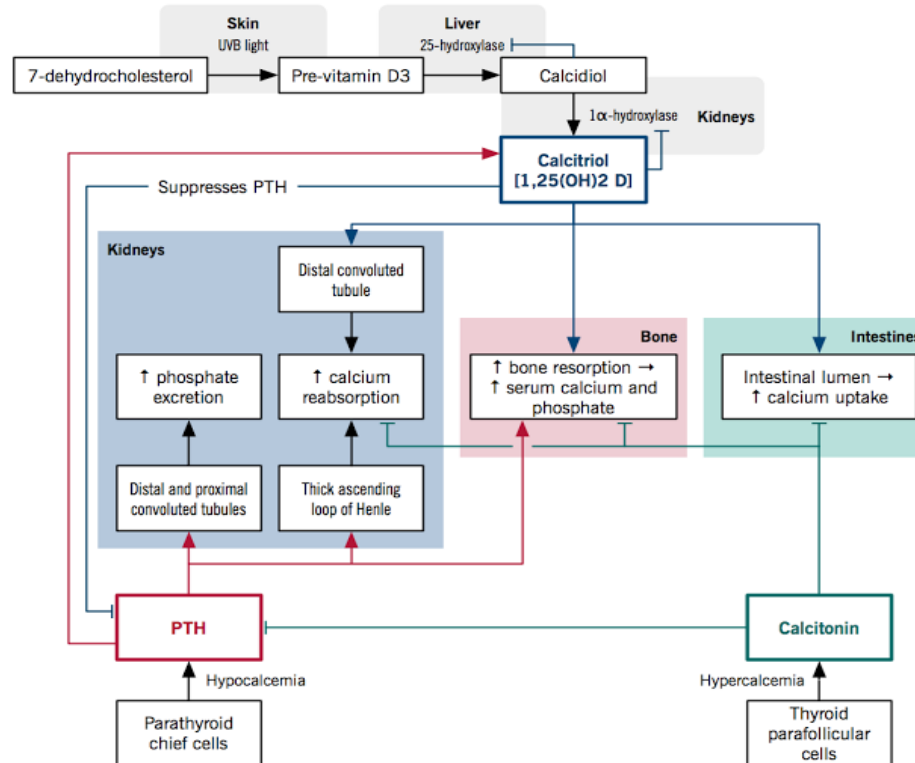 Skin
UVB light
Liver
25-hydroxylase
7-dehydrocholesterol
Pre-vitamin D3
Calcidiol
1α-hydroxylase
Kidneys
Calcitriol
[1,25(OH)2 D]
Suppresses PTH
Kidneys
Distal convoluted
tubule
Bone
Intestines
↑ phosphate
excretion
↑ calcium
reabsorption
↑ bone resorption →
↑ serum calcium and
phosphate
Intestinal lumen →
↑ calcium uptake
Distal and proximal
convoluted tubules
Thick ascending
loop of Henle
PTH
Calcitonin
Hypocalcemia
Hypercalcemia
Parathyroid
chief cells
Thyroid
parafollicular
cells